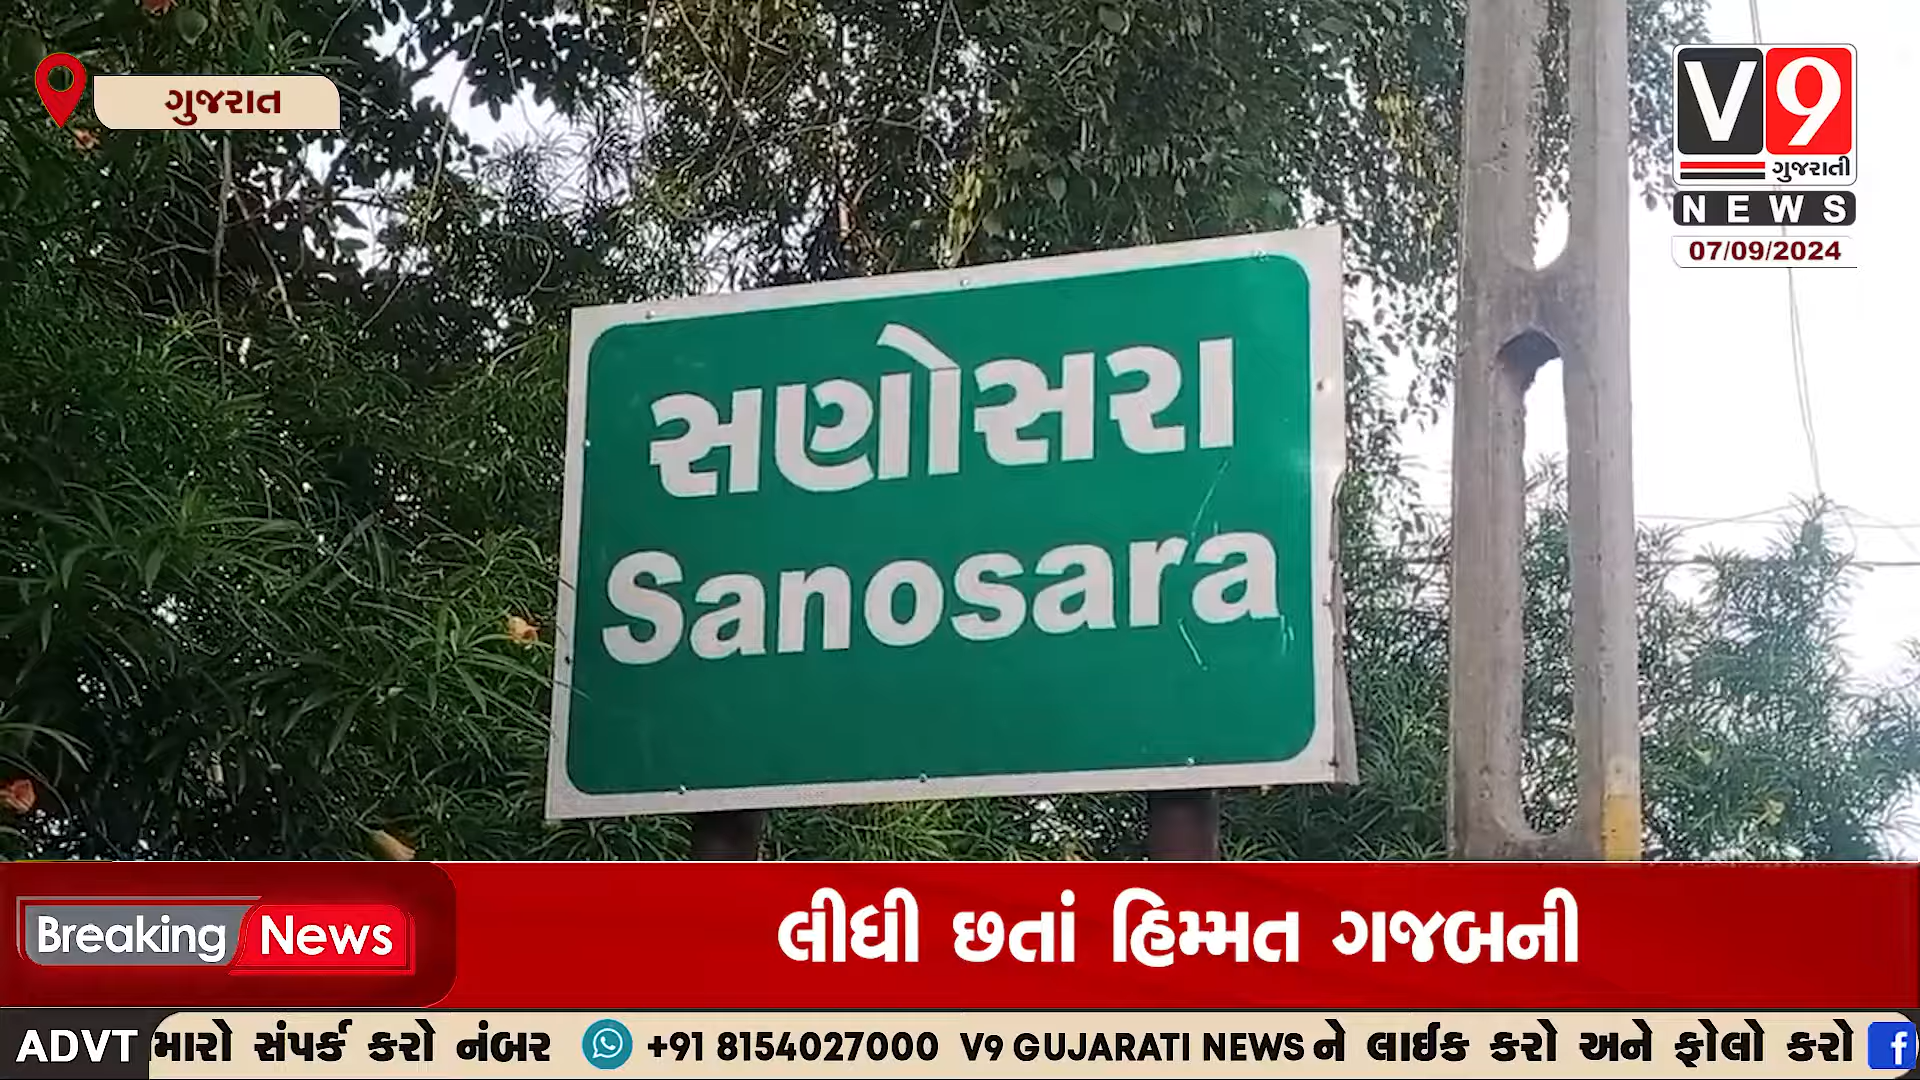 ગુજરાત
V9
ગુજરાતી
NEWS
07/09/2024
સણોસરા
Sanosara
Breaking News
લીધી છતાં હિમ્મત ગજબની
ADVT મારો સંપર્ક કરો નંબર +91 8154027000 V9 GUJARATI NEWS ને લાઈક કરો અને ફોલો કરો